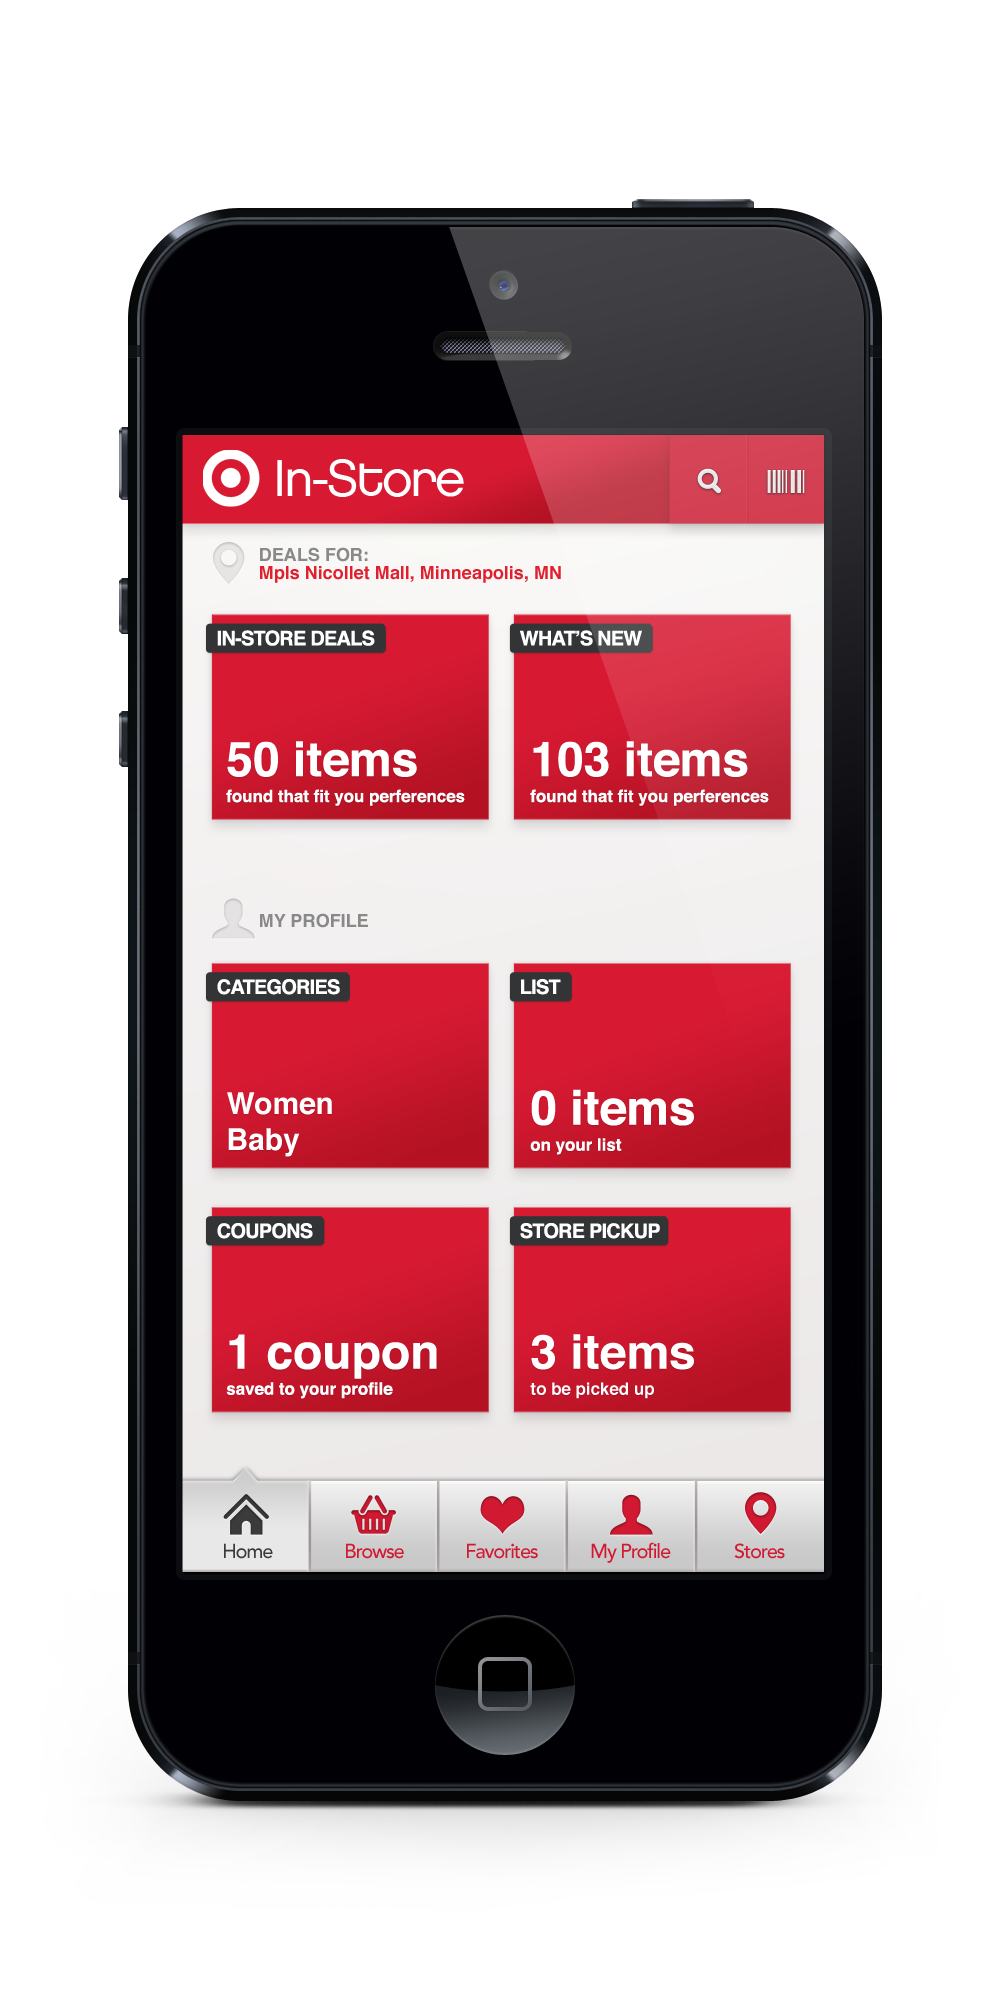 In-Store
DEALS FOR:
Mpls Nicollet Mall, Minneapolis, MN
IN-STORE DEALS
50 items
found that fit you perferences
WHAT'S NEW
103 items
found that fit you perferences
MY PROFILE
CATEGORIES
Women
Baby
LIST
0 items
on your list
COUPONS
1 coupon
saved to your profile
STORE PICKUP
3 items
to be picked up
Home
Browse
Favorites
My Profile
Stores